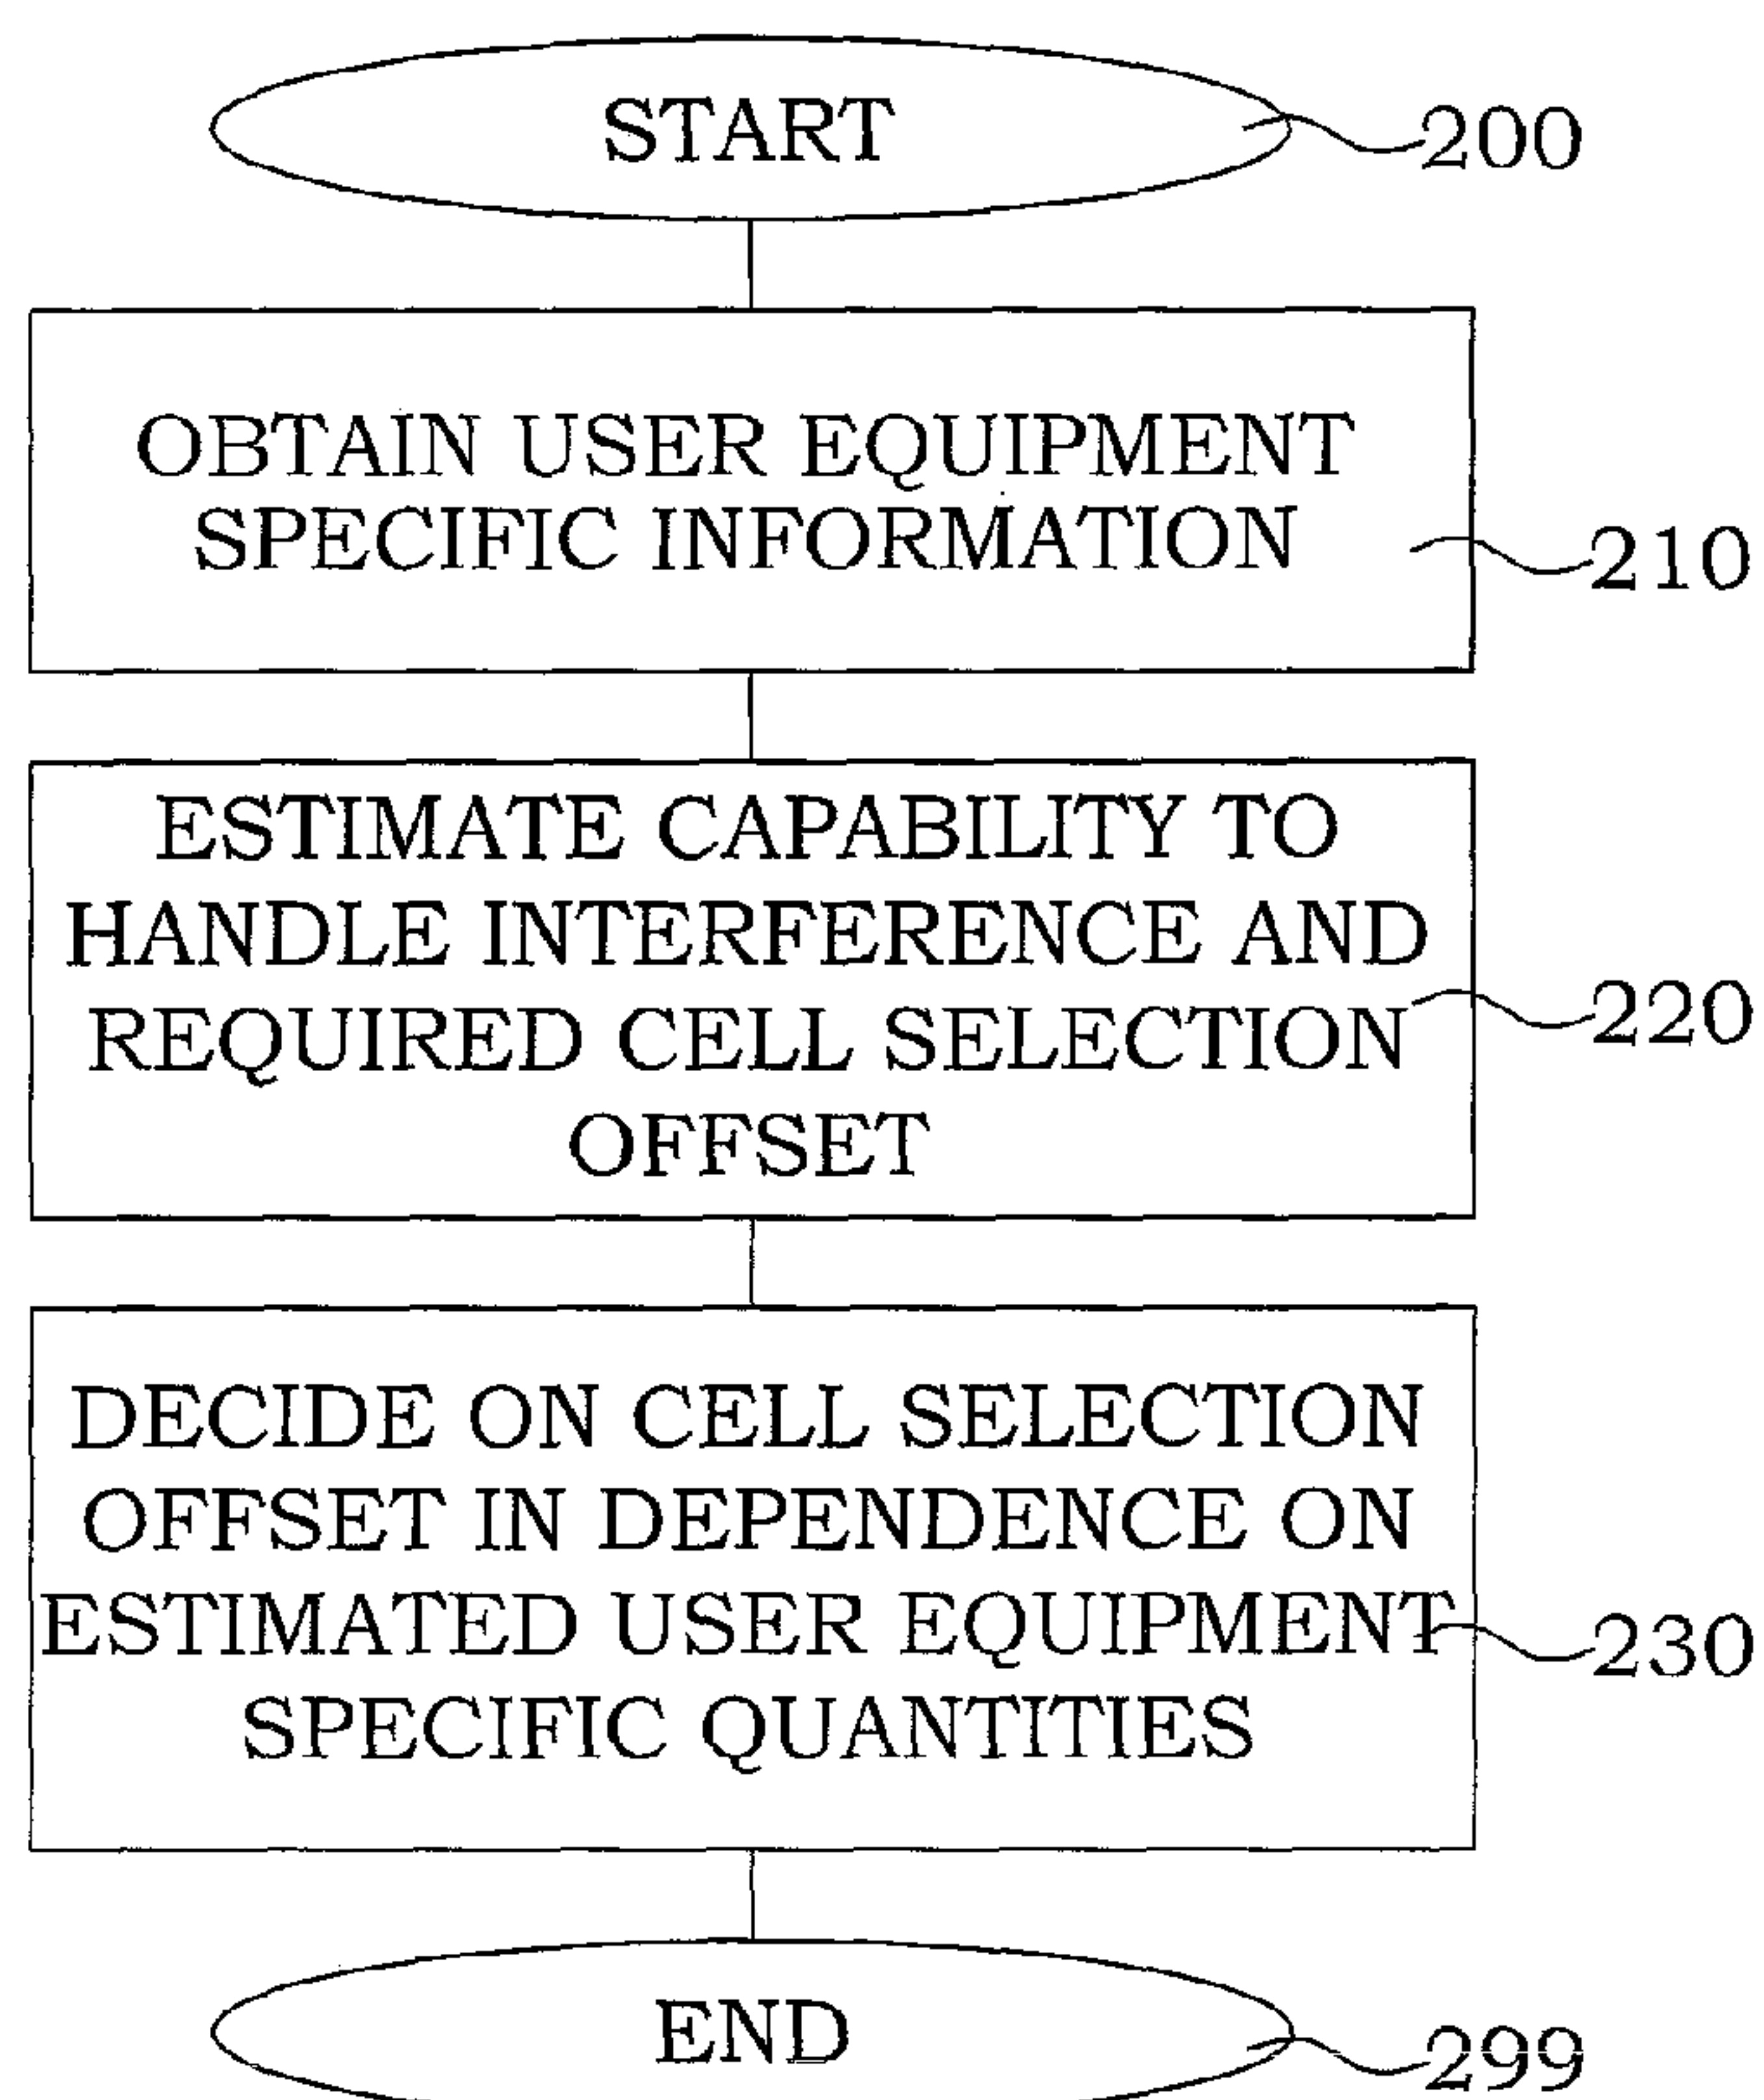 START
200
OBTAIN USER EQUIPMENT
SPECIFIC INFORMATION
210
ESTIMATE CAPABILITY TO
HANDLE INTERFERENCE AND
REQUIRED CELL SELECTION
OFFSET
220
DECIDE ON CELL SELECTION
OFFSET IN DEPENDENCE ON
ESTIMATED USER EQUIPMENT
SPECIFIC QUANTITIES
230
END
299